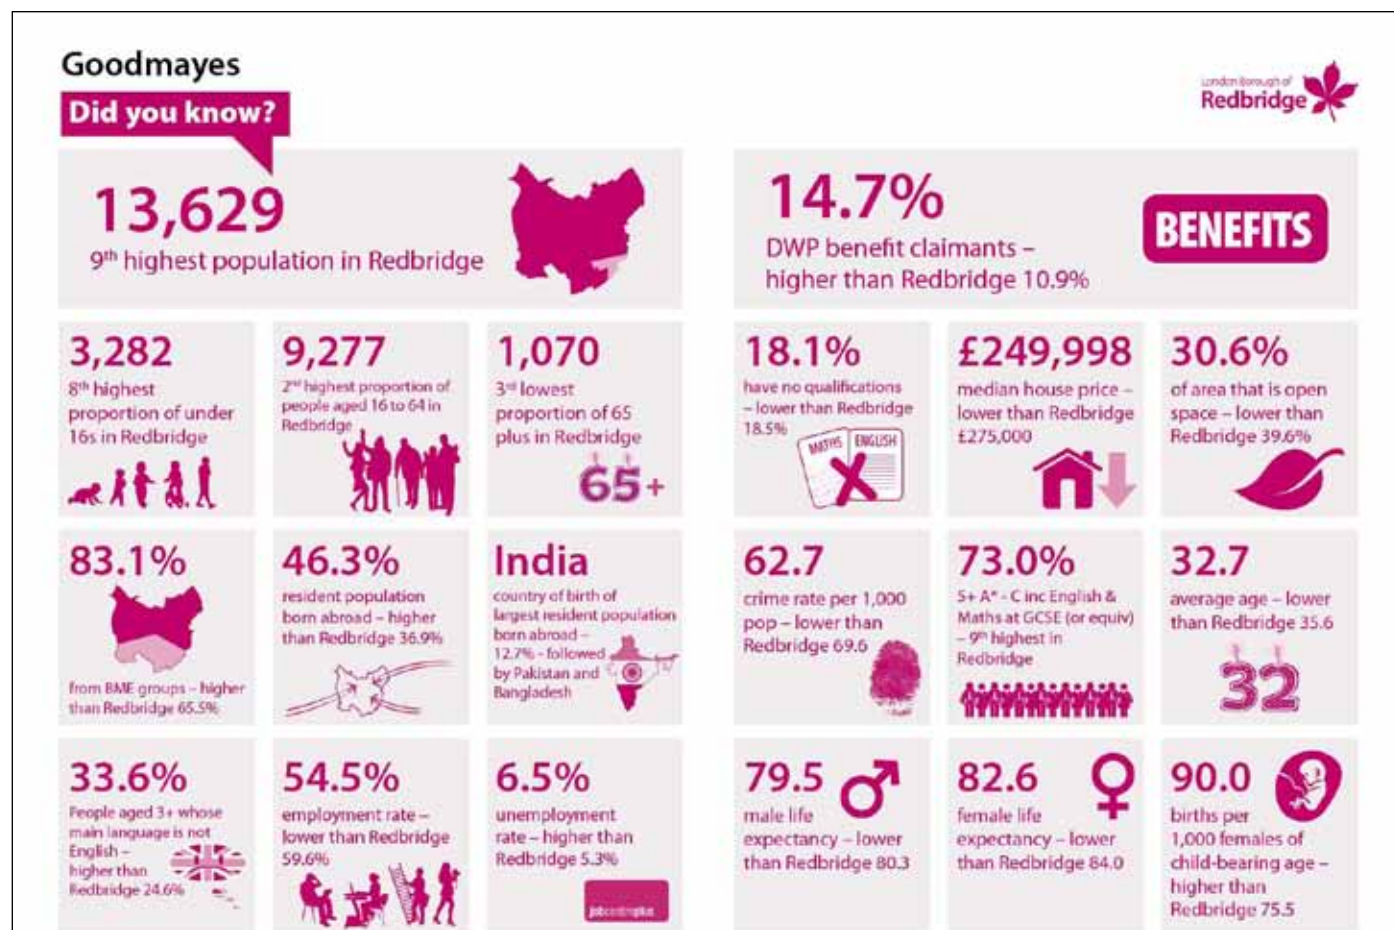 Goodmayes
Did you know?
London Borough of
Redbridge
13,629
9th highest population in Redbridge
14.7%
DWP benefit claimants –
higher than Redbridge 10.9%
BENEFITS
3,282
8th highest
proportion of under
16s in Redbridge
9,277
2nd highest proportion of
people aged 16 to 64 in
Redbridge
1,070
3rd lowest
proportion of 65
plus in Redbridge
65+
18.1%
have no qualifications
– lower than Redbridge
18.5%
MATHS
ENGLISH
£249,998
median house price –
lower than Redbridge
£275,000
30.6%
of area that is open
space – lower than
Redbridge 39.6%
83.1%
from BME groups – higher
than Redbridge 65.5%
46.3%
resident population
born abroad – higher
than Redbridge 36.9%
India
country of birth of
largest resident population
born abroad –
12.7% - followed
by Pakistan and
Bangladesh
62.7
crime rate per 1,000
pop – lower than
Redbridge 69.6
73.0%
5+ A* - C inc English &
Maths at GCSE (or equiv)
– 9th highest in
Redbridge
32.7
average age – lower
than Redbridge 35.6
32
33.6%
People aged 3+ whose
main language is not
English –
higher than
Redbridge 24.6%
54.5%
employment rate –
lower than Redbridge
59.6%
6.5%
unemployment
rate – higher than
Redbridge 5.3%
jobcentreplus
79.5
male life
expectancy – lower
than Redbridge 80.3
82.6
female life
expectancy – lower
than Redbridge 84.0
90.0
births per
1,000 females of
child-bearing age –
higher than
Redbridge 75.5